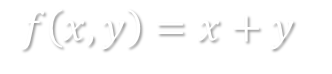 f(x, y) = x + y